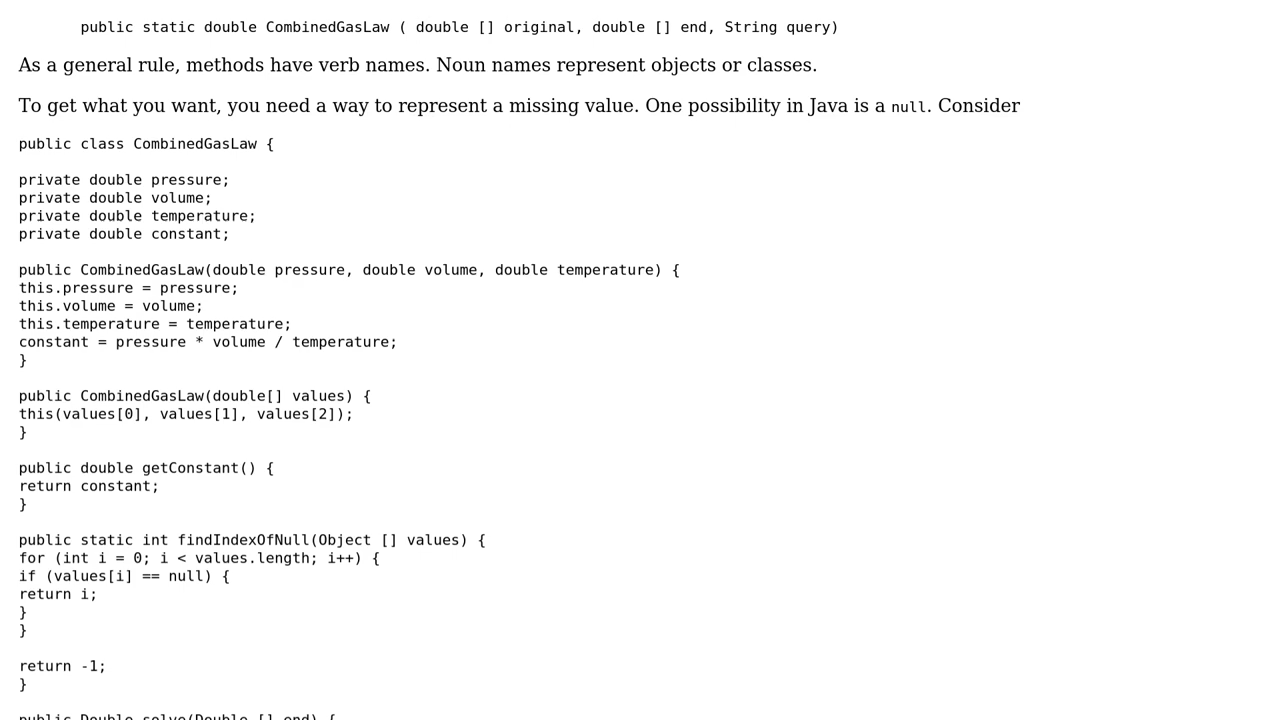 public static double CombinedGasLaw ( double [] original, double [] end, String query)
As a general rule, methods have verb names. Noun names represent objects or classes.
To get what you want, you need a way to represent a missing value. One possibility in Java is a null. Consider
public class CombinedGasLaw {
private double pressure;
private double volume;
private double temperature;
private double constant;
public CombinedGasLaw(double pressure, double volume, double temperature) {
this.pressure = pressure;
this.volume = volume;
this.temperature = temperature;
constant = pressure * volume / temperature;
}
public CombinedGasLaw(double[] values) {
this(values[0], values[1], values[2]);
}
public double getConstant() {
return constant;
}
public static int findIndexOfNull(Object [] values) {
for (int i = 0; i < values.length; i++) {
if (values[i] == null) {
return i;
}
}
return -1;
}
public Double solve(Double [] end) {